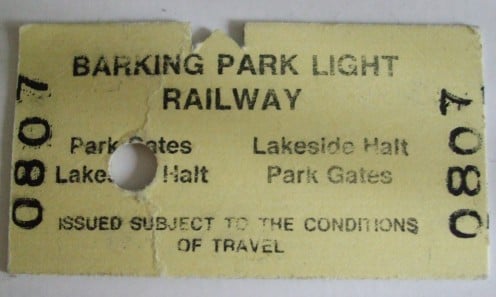 BARKING PARK LIGHT
RAILWAY
Park Gates Lakeside Halt
Lakeside Halt Park Gates
ISSUED SUBJECT TO THE CONDITIONS
OF TRAVEL
0807
0807